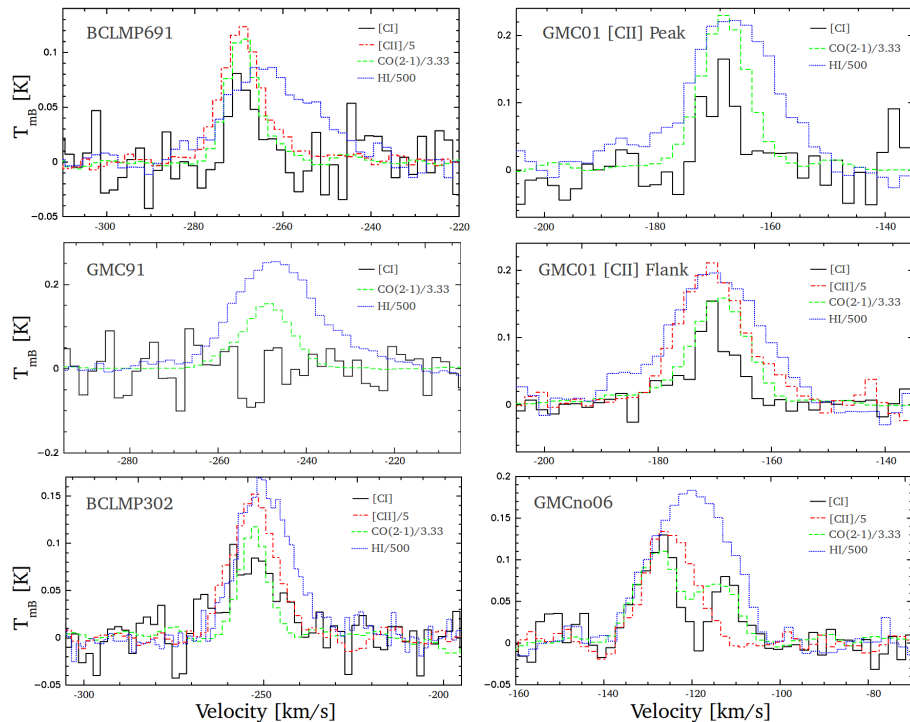 BCLMP691
[CI]
[CII]/5
CO(2-1)/3.33
HI/500
T_mB [K]
0.1
0.05
0
−0.05
-300 -280 -260 -240 -220
GMC01 [CII] Peak
[CI]
CO(2-1)/3.33
HI/500
0.2
0.1
0
-200 -180 -160 -140
GMC91
[CI]
CO(2-1)/3.33
HI/500
T_mB [K]
0.2
0
−0.2
-280 -260 -240 -220
GMC01 [CII] Flank
[CI]
[CII]/5
CO(2-1)/3.33
HI/500
0.2
0.1
0
-200 -180 -160 -140
BCLMP302
[CI]
[CII]/5
CO(2-1)/3.33
HI/500
T_mB [K]
0.15
0.1
0.05
0
−0.05
-300 -250 -200
Velocity [km/s]
GMCno06
[CI]
[CII]/5
CO(2-1)/3.33
HI/500
0.2
0.15
0.1
0.05
0
−0.05
-160 -140 -120 -100 -80
Velocity [km/s]